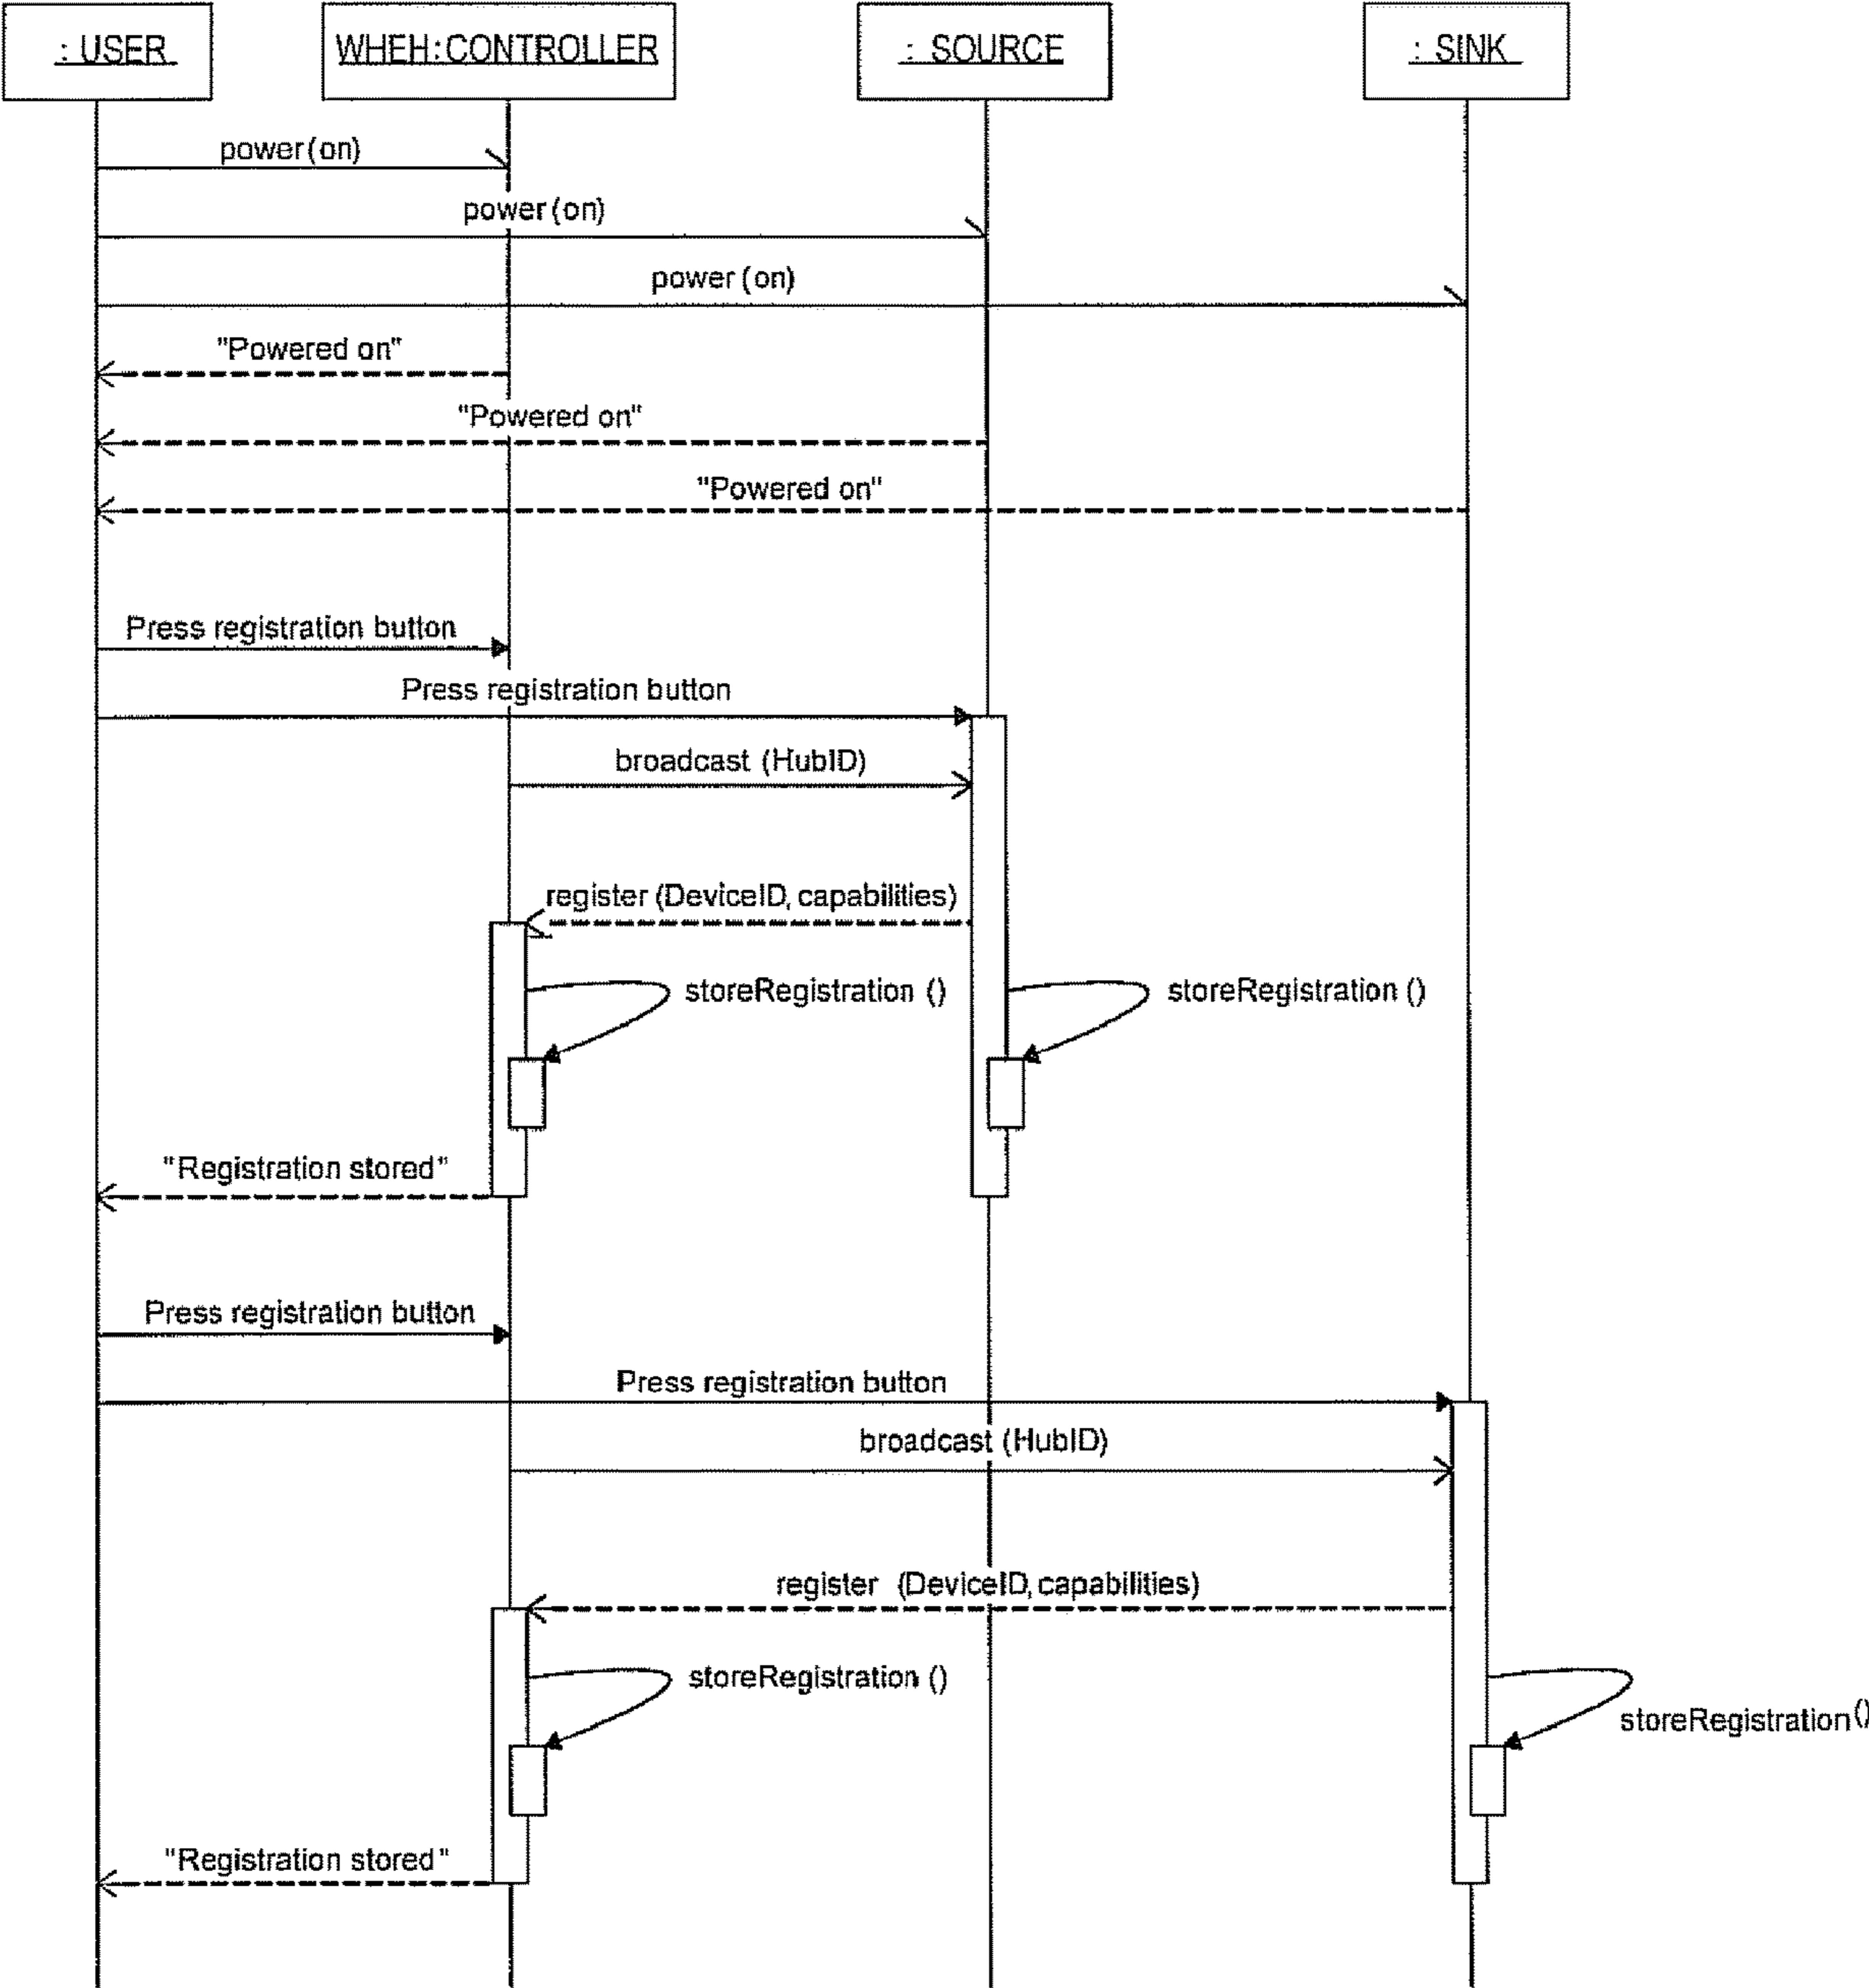 : USER
WHEH:CONTROLLER
: SOURCE
: SINK
power(on)
power (on)
power (on)
"Powered on"
"Powered on"
"Powered on"
Press registration button
Press registration button
broadcast (HubID)
register (DeviceID, capabilities)
storeRegistration ()
storeRegistration ()
"Registration stored"
Press registration button
Press registration button
broadcast (HubID)
register (DeviceID, capabilities)
storeRegistration ()
storeRegistration ()
"Registration stored"